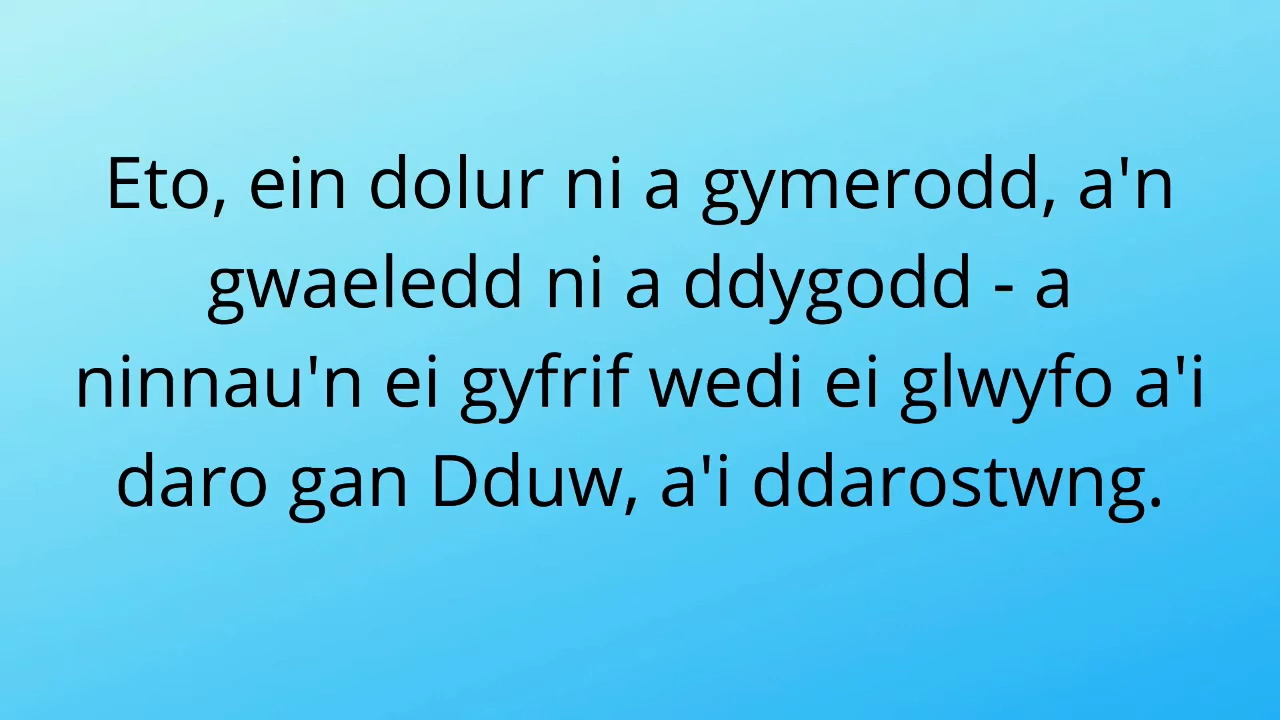 Eto, ein dolur ni a gymerodd, a'n
gwaeledd ni a ddygodd - a
ninnau'n ei gyfrif wedi ei glwyfo a'i
daro gan Dduw, a'i ddarostwng.